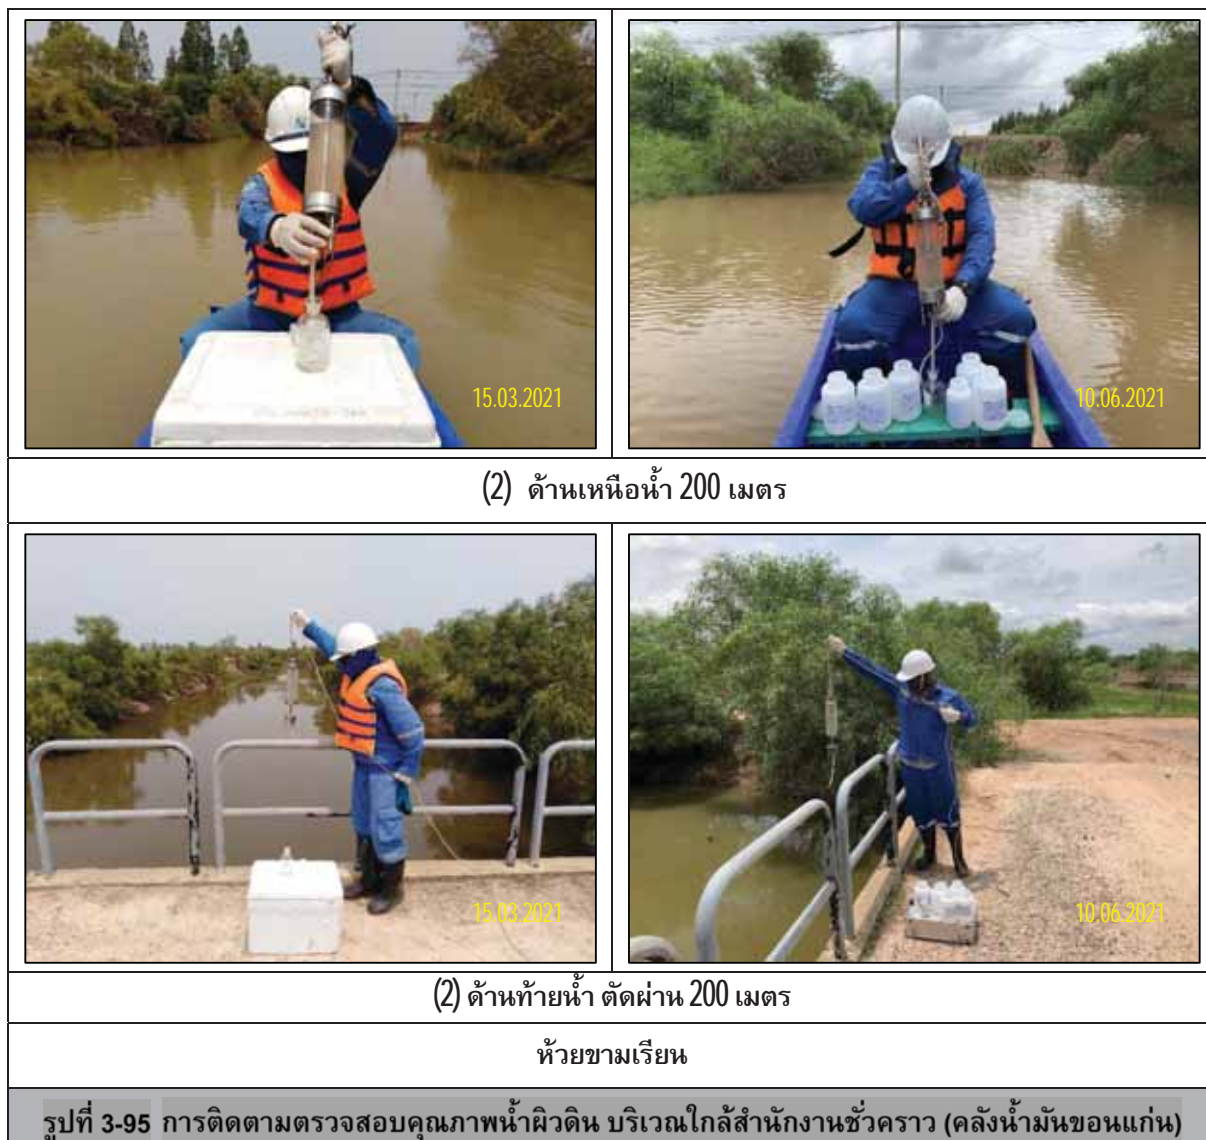 15.03.2021
10.06.2021
(2) ด้านเหนือน้ำ 200 เมตร
15.03.2021
10.06.2021
(2) ด้านท้ายน้ำ ตัดผ่าน 200 เมตร
ห้วยขามเรียน
รูปที่ 3-95 การติดตามตรวจสอบคุณภาพน้ำผิวดิน บริเวณใกล้สำนักงานชั่วคราว (คลังน้ำมันขอนแก่น)